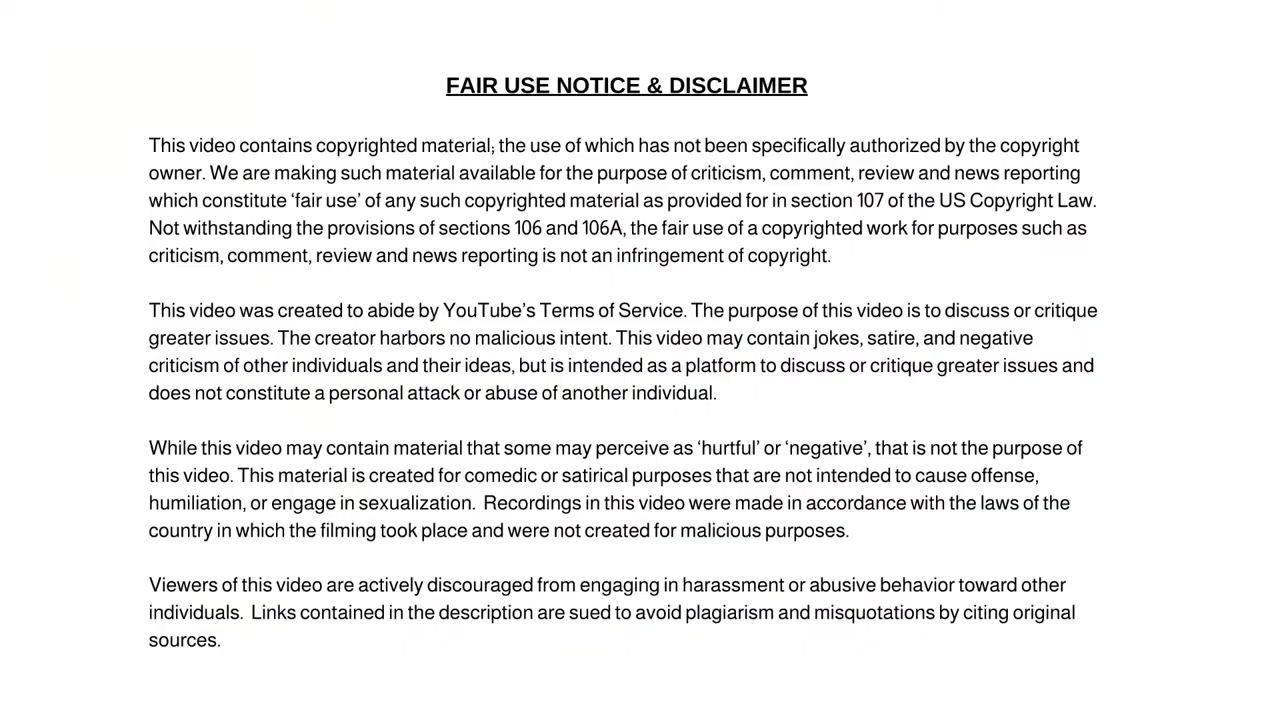 FAIR USE NOTICE & DISCLAIMER
This video contains copyrighted material; the use of which has not been specifically authorized by the copyright
owner. We are making such material available for the purpose of criticism, comment, review and news reporting
which constitute ‘fair use’ of any such copyrighted material as provided for in section 107 of the US Copyright Law.
Not withstanding the provisions of sections 106 and 106A, the fair use of a copyrighted work for purposes such as
criticism, comment, review and news reporting is not an infringement of copyright.
This video was created to abide by YouTube’s Terms of Service. The purpose of this video is to discuss or critique
greater issues. The creator harbors no malicious intent. This video may contain jokes, satire, and negative
criticism of other individuals and their ideas, but is intended as a platform to discuss or critique greater issues and
does not constitute a personal attack or abuse of another individual.
While this video may contain material that some may perceive as ‘hurtful’ or ‘negative’, that is not the purpose of
this video. This material is created for comedic or satirical purposes that are not intended to cause offense,
humiliation, or engage in sexualization. Recordings in this video were made in accordance with the laws of the
country in which the filming took place and were not created for malicious purposes.
Viewers of this video are actively discouraged from engaging in harassment or abusive behavior toward other
individuals. Links contained in the description are sued to avoid plagiarism and misquotations by citing original
sources.